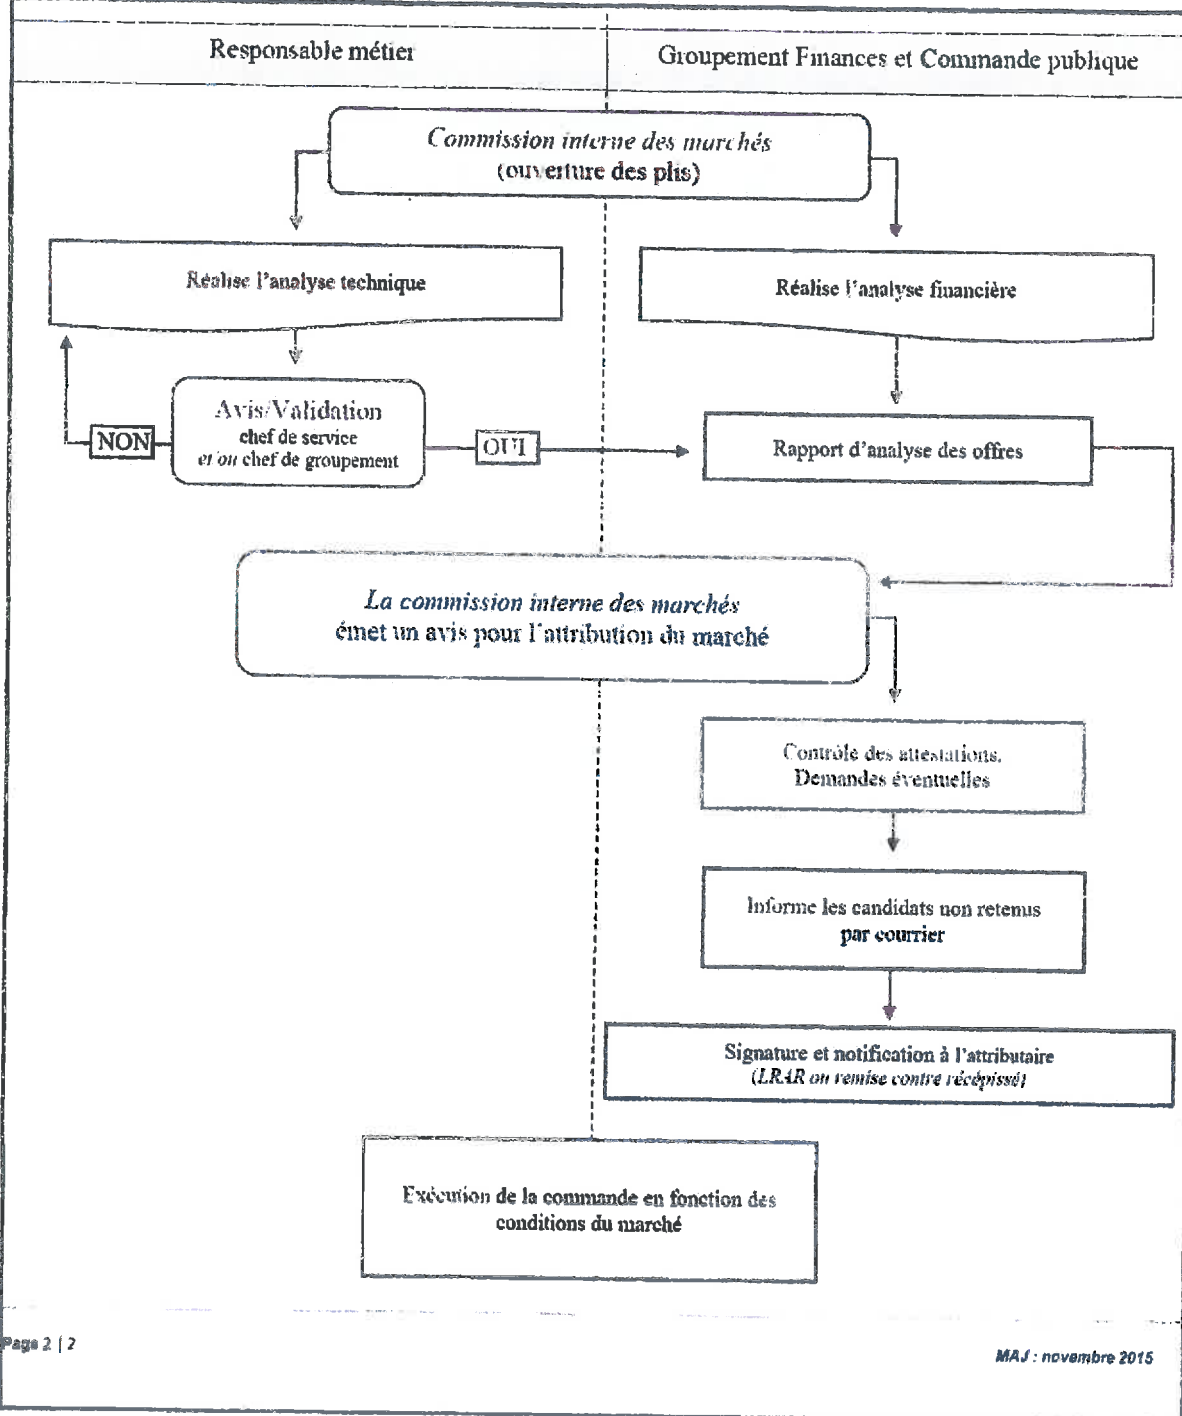 Responsable métier
Groupement Finances et Commande publique
Commission interne des marchés
(ouverture des plis)
Réalise l'analyse technique
Réalise l'analyse financière
Avis/Validation
chef de service
et/ou chef de groupement
NON
OUI
Rapport d'analyse des offres
La commission interne des marchés
émet un avis pour l'attribution du marché
Contrôle des attestations.
Demandes éventuelles
Informe les candidats non retenus
par courrier
Signature et notification à l'attributaire
(LRAR ou remise contre récépissé)
Exécution de la commande en fonction des
conditions du marché
Page 2 | 2
MAJ : novembre 2015